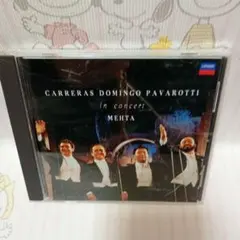 CARRERAS DOMINGO PAVAROTTI
in concert
MEHTA